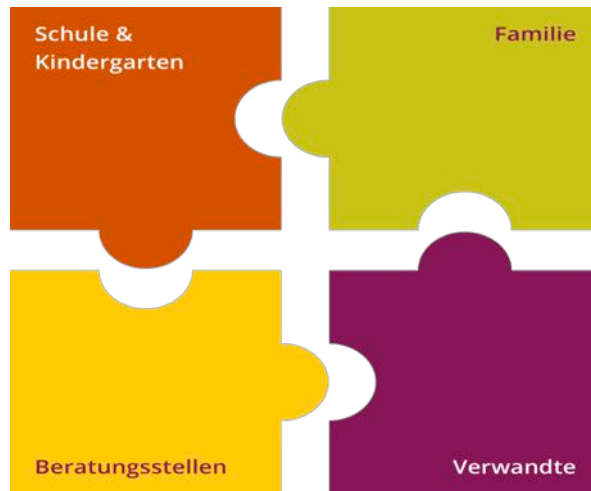 Schule &
Kindergarten
Familie
Beratungsstellen
Verwandte